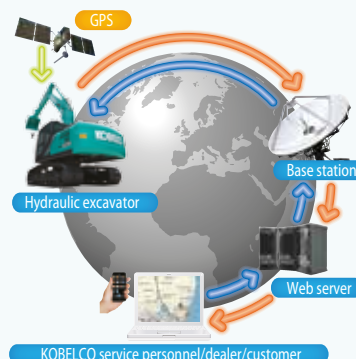 GPS
Hydraulic excavator
Base station
Web server
KOBELCO service personnel/dealer/customer